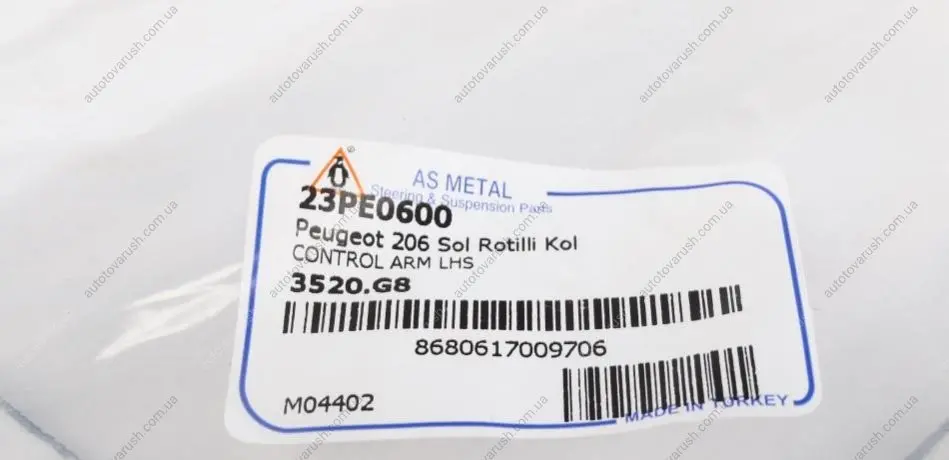 AS METAL
Steering & Suspension Parts
23PE0600
Peugeot 206 Sol Rotilli Kol
CONTROL ARM LHS
3520.G8
8680617009706
M04402
MADE IN TURKEY
autotovarush.com.ua